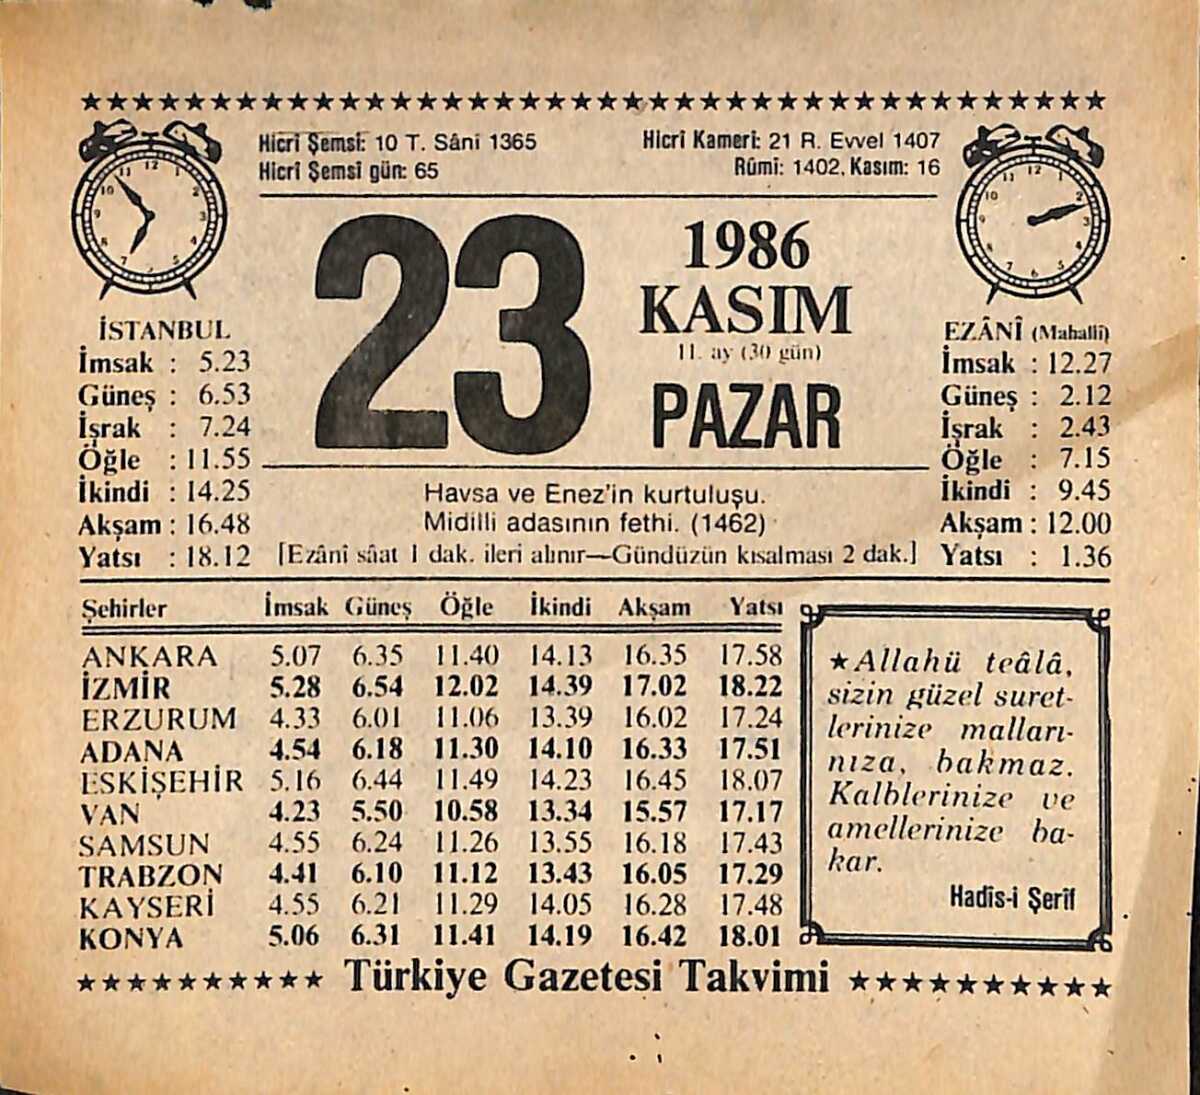 ★★★★★★★★★★★★★★★★★★★★★★★★★★★★★★★★★★★★★★★★
Hicrî Şemsî: 10 T. Sâni 1365
Hicrî Şemsî gün: 65
Hicrî Kamerî: 21 R. Evvel 1407
Rûmî: 1402, Kasım: 16
23
1986
KASIM
11. ay (30 gün)
PAZAR
İSTANBUL
İmsak : 5.23
Güneş : 6.53
İşrak : 7.24
Öğle : 11.55
İkindi : 14.25
Akşam : 16.48
Yatsı : 18.12
EZÂNÎ (Mahallî)
İmsak : 12.27
Güneş : 2.12
İşrak : 2.43
Öğle : 7.15
İkindi : 9.45
Akşam : 12.00
Yatsı : 1.36
Havsa ve Enez'in kurtuluşu.
Midilli adasının fethi. (1462)
[Ezânî sâat 1 dak. ileri alınır—Gündüzün kısalması 2 dak.]
Şehirler İmsak Güneş Öğle İkindi Akşam Yatsı
ANKARA 5.07 6.35 11.40 14.13 16.35 17.58
İZMİR 5.28 6.54 12.02 14.39 17.02 18.22
ERZURUM 4.33 6.01 11.06 13.39 16.02 17.24
ADANA 4.54 6.18 11.30 14.10 16.33 17.51
ESKİŞEHİR 5.16 6.44 11.49 14.23 16.45 18.07
VAN 4.23 5.50 10.58 13.34 15.57 17.17
SAMSUN 4.55 6.24 11.26 13.55 16.18 17.43
TRABZON 4.41 6.10 11.12 13.43 16.05 17.29
KAYSERİ 4.55 6.21 11.29 14.05 16.28 17.48
KONYA 5.06 6.31 11.41 14.19 16.42 18.01
★Allahü teâlâ,
sizin güzel suret-
lerinize malları-
nıza, bakmaz.
Kalblerinize ve
amellerinize ba-
kar.
Hadîs-i Şerîf
★★★★★★★★★★ Türkiye Gazetesi Takvimi ★★★★★★★★★★